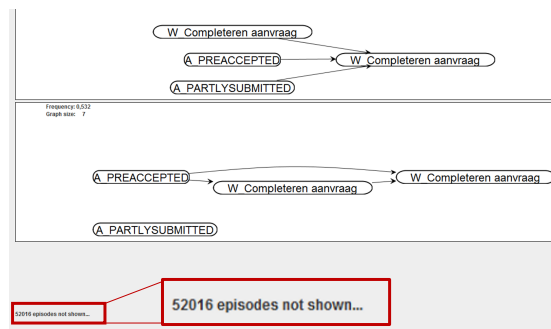 W_Completeren aanvraag
A_PREACCEPTED
W_Completeren aanvraag
A_PARTLYSUBMITTED
Frequency: 0,532
Graph size: 7
A_PREACCEPTED
W_Completeren aanvraag
W_Completeren aanvraag
A_PARTLYSUBMITTED
52016 episodes not shown...
52016 episodes not shown...